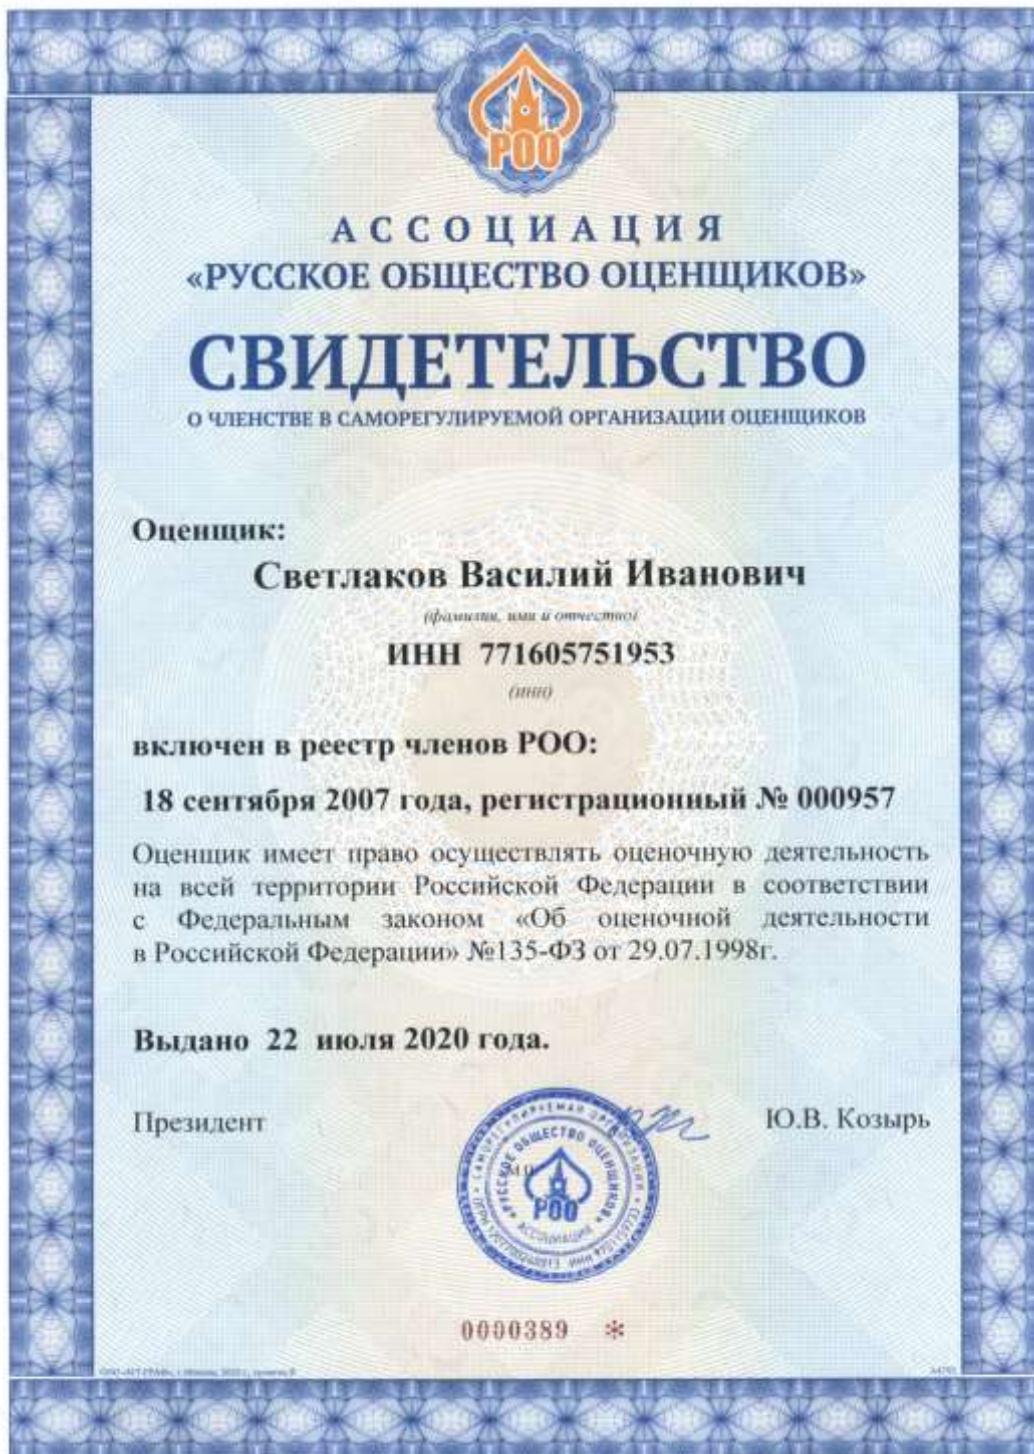 РОО
АССОЦИАЦИЯ
«РУССКОЕ ОБЩЕСТВО ОЦЕНЩИКОВ»
СВИДЕТЕЛЬСТВО
О ЧЛЕНСТВЕ В САМОРЕГУЛИРУЕМОЙ ОРГАНИЗАЦИИ ОЦЕНЩИКОВ
Оценщик:
Светлаков Василий Иванович
(фамилия, имя и отчество)
ИНН 771605751953
(инн)
включен в реестр членов РОО:
18 сентября 2007 года, регистрационный № 000957
Оценщик имеет право осуществлять оценочную деятельность
на всей территории Российской Федерации в соответствии
с Федеральным законом «Об оценочной деятельности
в Российской Федерации» №135-ФЗ от 29.07.1998г.
Выдано 22 июля 2020 года.
Президент
САМОРЕГУЛИРУЕМАЯ ОРГАНИЗАЦИЯ
«РУССКОЕ ОБЩЕСТВО ОЦЕНЩИКОВ»
РОО
АССОЦИАЦИЯ
Ю.В. Козырь
0000389 *